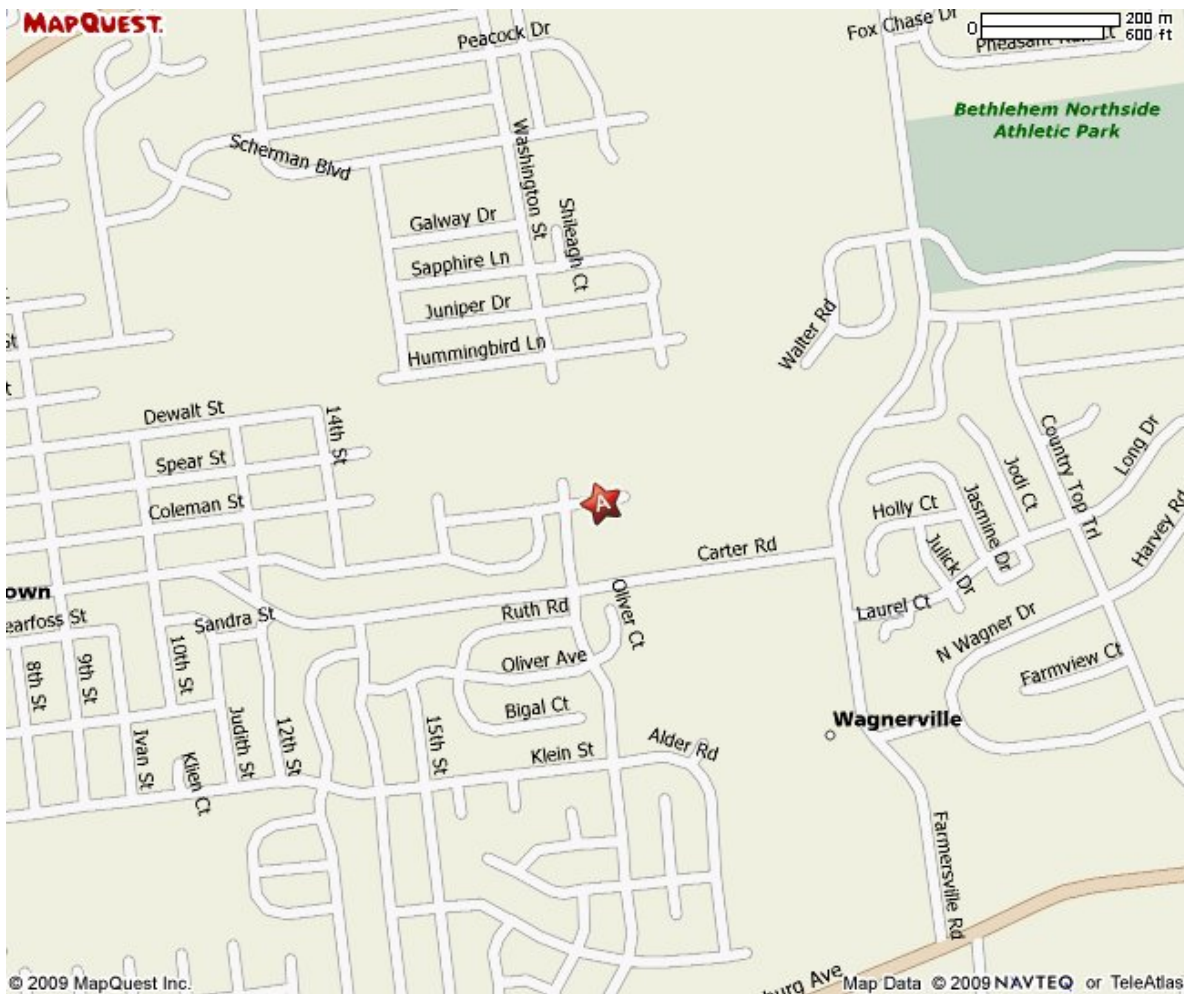 MAPQUEST.
Peacock Dr
Fox Chase Dr
200 m
0
600 ft
Bethlehem Northside
Athletic Park
Scherman Blvd
Washington St
Shileagh Ct
Galway Dr
Sapphire Ln
Juniper Dr
Hummingbird Ln
Walter Rd
St
Dewalt St
14th St
Spear St
Coleman St
A
Country Top Trl
Long Dr
Jodi Ct
Jasmine Dr
Holly Ct
Julick Dr
Harvey Rd
Carter Rd
own
Laurel Ct
Oliver Ct
Ruth Rd
earfoss St
Sandra St
N Wagner Dr
8th St
9th St
10th St
Oliver Ave
Farmview Ct
Bigal Ct
Wagnerville
Ivan St
Klien Ct
Judith St
12th St
15th St
Klein St
Alder Rd
Farmersville Rd
burg Ave
© 2009 MapQuest Inc.
Map Data © 2009 NAVTEQ or TeleAtlas